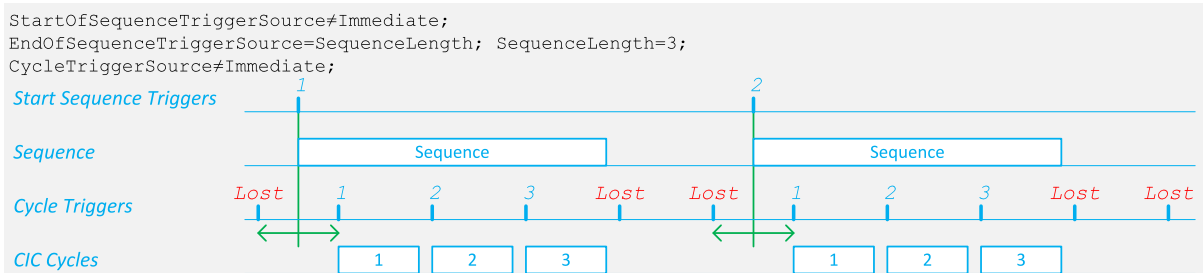 StartOfSequenceTriggerSource≠Immediate;
EndOfSequenceTriggerSource=SequenceLength; SequenceLength=3;
CycleTriggerSource≠Immediate;
1 2
Start Sequence Triggers
Sequence Sequence Sequence
Lost 1 2 3 Lost Lost 1 2 3 Lost Lost
Cycle Triggers
CIC Cycles 1 2 3 1 2 3